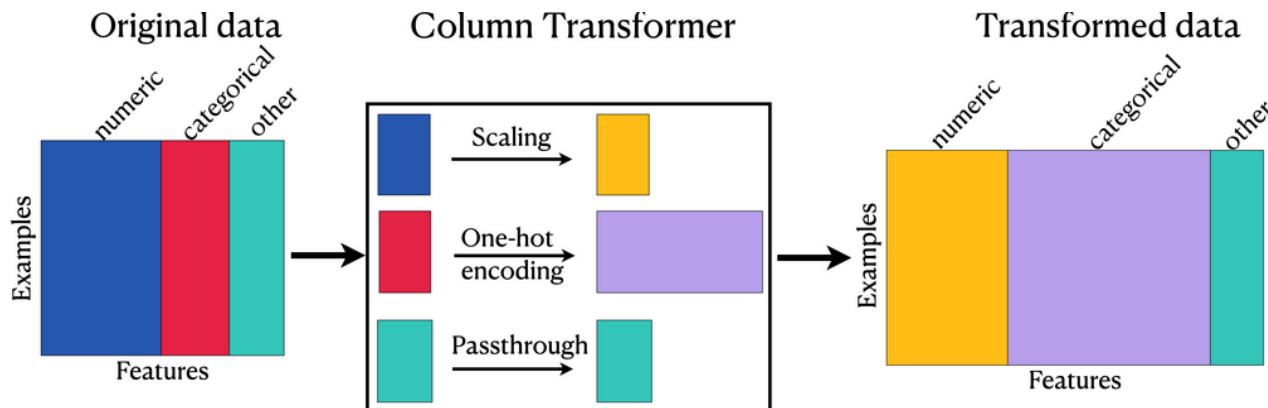 Original data
numeric
categorical
other
Examples
Features
Column Transformer
Scaling
One-hot
encoding
Passthrough
Transformed data
numeric
categorical
other
Examples
Features